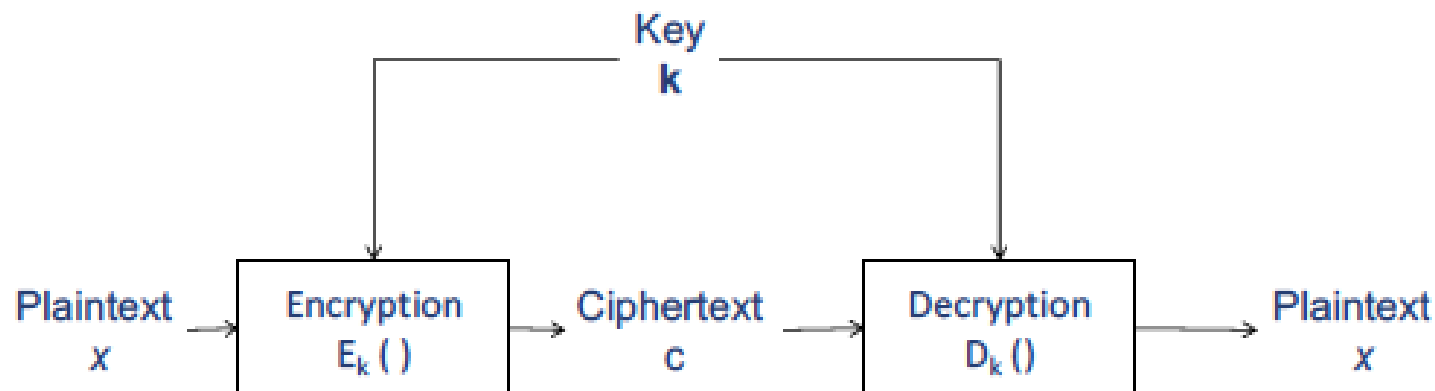 Key
k
Plaintext
x
Encryption
Eₖ ( )
Ciphertext
c
Decryption
Dₖ ()
Plaintext
x